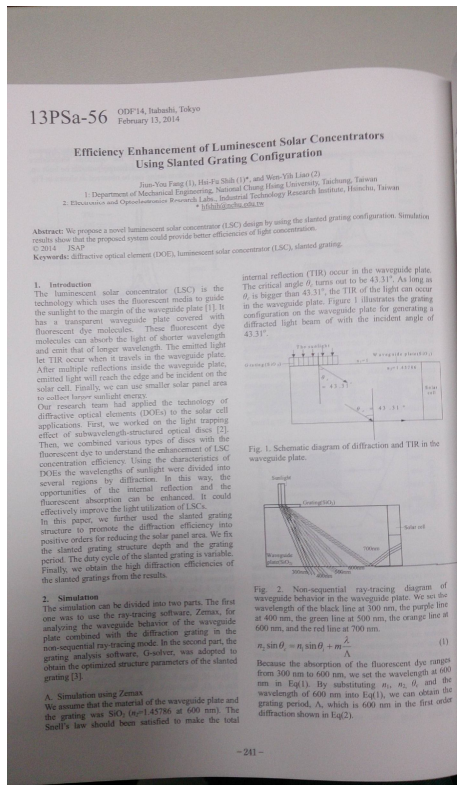 13PSa-56
ODF'14, Itabashi, Tokyo
February 13, 2014
Efficiency Enhancement of Luminescent Solar Concentrators
Using Slanted Grating Configuration
Jiun-You Fang (1), Hsi-Fu Shih (1)*, and Wen-Yih Liao (2)
1: Department of Mechanical Engineering, National Chung Hsing University, Taichung, Taiwan
2: Electronics and Optoelectronics Research Labs., Industrial Technology Research Institute, Hsinchu, Taiwan
* hfshih@nchu.edu.tw
Abstract: We propose a novel luminescent solar concentrator (LSC) design by using the slanted grating configuration. Simulation
results show that the proposed system could provide better efficiencies of light concentration.
© 2014 JSAP
Keywords: diffractive optical element (DOE), luminescent solar concentrator (LSC), slanted grating.
1. Introduction
The luminescent solar concentrator (LSC) is the
technology which uses the fluorescent media to guide
the sunlight to the margin of the waveguide plate [1]. It
has a transparent waveguide plate covered with
fluorescent dye molecules. These fluorescent dye
molecules can absorb the light of shorter wavelength
and emit that of longer wavelength. The emitted light
let TIR occur when it travels in the waveguide plate.
After multiple reflections inside the waveguide plate,
emitted light will reach the edge and be incident on the
solar cell. Finally, we can use smaller solar panel area
to collect larger sunlight energy.
Our research team had applied the technology of
diffractive optical elements (DOEs) to the solar cell
applications. First, we worked on the light trapping
effect of subwavelength-structured optical discs [2].
Then, we combined various types of discs with the
fluorescent dye to understand the enhancement of LSC
concentration efficiency. Using the characteristics of
DOEs the wavelengths of sunlight were divided into
several regions by diffraction. In this way, the
opportunities of the internal reflection and the
fluorescent absorption can be enhanced. It could
effectively improve the light utilization of LSCs.
In this paper, we further used the slanted grating
structure to promote the diffraction efficiency into
positive orders for reducing the solar panel area. We fix
the slanted grating structure depth and the grating
period. The duty cycle of the slanted grating is variable.
Finally, we obtain the high diffraction efficiencies of
the slanted gratings from the results.
2. Simulation
The simulation can be divided into two parts. The first
one was to use the ray-tracing software, Zemax, for
analyzing the waveguide behavior of the waveguide
plate combined with the diffraction grating in the
non-sequential ray-tracing mode. In the second part, the
grating analysis software, G-solver, was adopted to
obtain the optimized structure parameters of the slanted
grating [3].
A. Simulation using Zemax
We assume that the material of the waveguide plate and
the grating was SiO₂ (n₂=1.45786 at 600 nm). The
Snell's law should been satisfied to make the total
internal reflection (TIR) occur in the waveguide plate.
The critical angle θc turns out to be 43.31°. As long as
θc is bigger than 43.31°, the TIR of the light can occur
in the waveguide plate. Figure 1 illustrates the grating
configuration on the waveguide plate for generating a
diffracted light beam of with the incident angle of
43.31°.
The sunlight
Solar
cell
Fig. 1. Schematic diagram of diffraction and TIR in the
waveguide plate.
Sunlight
Grating(SiO₂)
Solar cell
700nm
Waveguide
plate(SiO₂)
300nm
400nm
500nm
600nm
Fig. 2. Non-sequential ray-tracing diagram of
waveguide behavior in the waveguide plate. We set the
wavelength of the black line at 300 nm, the purple line
at 400 nm, the green line at 500 nm, the orange line at
600 nm, and the red line at 700 nm.
n₂ sin θc = n₁ sin θi + m λ/Λ (1)
Because the absorption of the fluorescent dye ranges
from 300 nm to 600 nm, we set the wavelength at 600
nm in Eq(1). By substituting n₁, n₂, θc and the
wavelength of 600 nm into Eq(1), we can obtain the
grating period, Λ, which is 600 nm in the first order
diffraction shown in Eq(2).
-241-